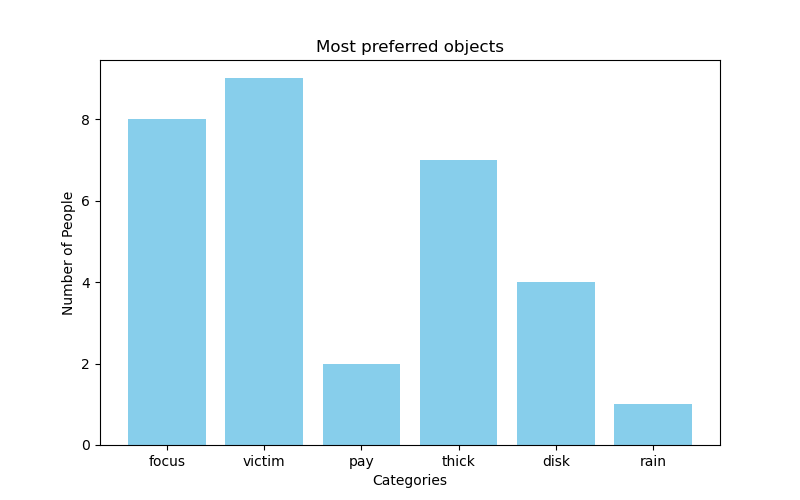 Most preferred objects
Number of People
8
6
4
2
0
focus victim pay thick disk rain
Categories